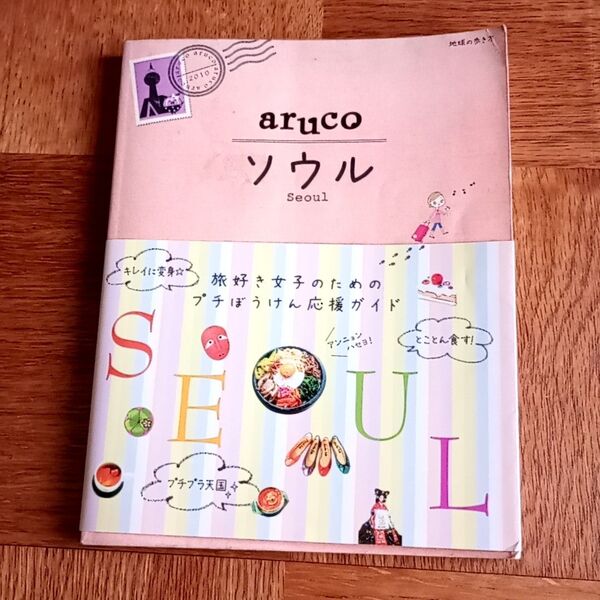 地球の歩き方
aruco
2010
aruco
ソウル
Seoul
キレイに変身☆
旅好き女子のための
プチぼうけん応援ガイド
アンニョン
ハセヨ!
とことん食す!
SEOUL
プチプラ天国